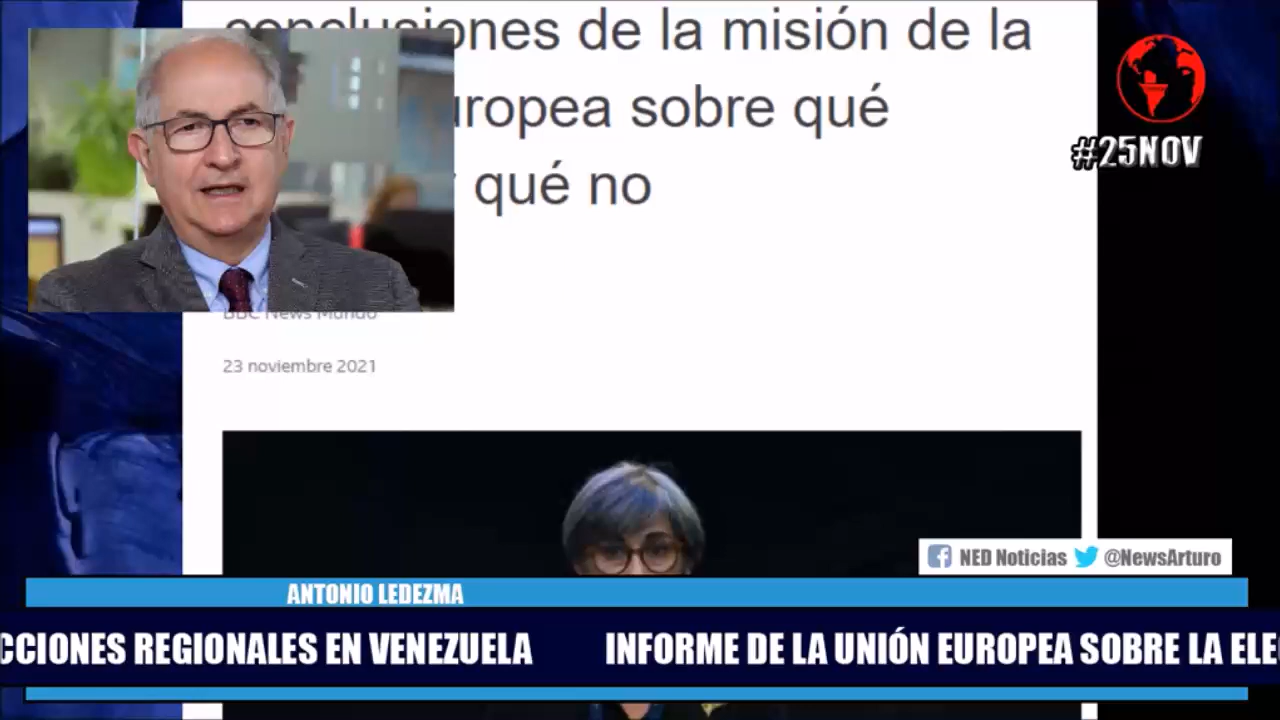 conclusiones de la misión de la
europea sobre qué
qué no
#25NOV
BBC News Mundo
23 noviembre 2021
NED Noticias @NewsArturo
ANTONIO LEDEZMA
CCIONES REGIONALES EN VENEZUELA INFORME DE LA UNIÓN EUROPEA SOBRE LA ELE